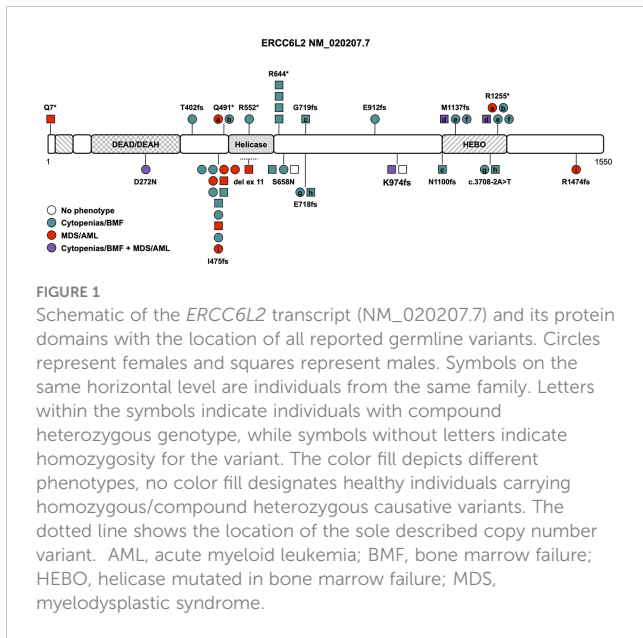 ERCC6L2 NM_020207.7
R644*
Q7*
T402fs
Q491*
R552*
G719fs
E912fs
M1137fs
R1255*
a
b
c
d
e
f
a
b
d
e
f
DEAD/DEAH
Helicase
HEBO
1
1550
D272N
del ex 11
S658N
K974fs
c
N1100fs
g
h
c.3708-2A>T
i
R1474fs
g
h
E718fs
i
I475fs
No phenotype
Cytopenias/BMF
MDS/AML
Cytopenias/BMF + MDS/AML
FIGURE 1
Schematic of the ERCC6L2 transcript (NM_020207.7) and its protein
domains with the location of all reported germline variants. Circles
represent females and squares represent males. Symbols on the
same horizontal level are individuals from the same family. Letters
within the symbols indicate individuals with compound
heterozygous genotype, while symbols without letters indicate
homozygosity for the variant. The color fill depicts different
phenotypes, no color fill designates healthy individuals carrying
homozygous/compound heterozygous causative variants. The
dotted line shows the location of the sole described copy number
variant. AML, acute myeloid leukemia; BMF, bone marrow failure;
HEBO, helicase mutated in bone marrow failure; MDS,
myelodysplastic syndrome.